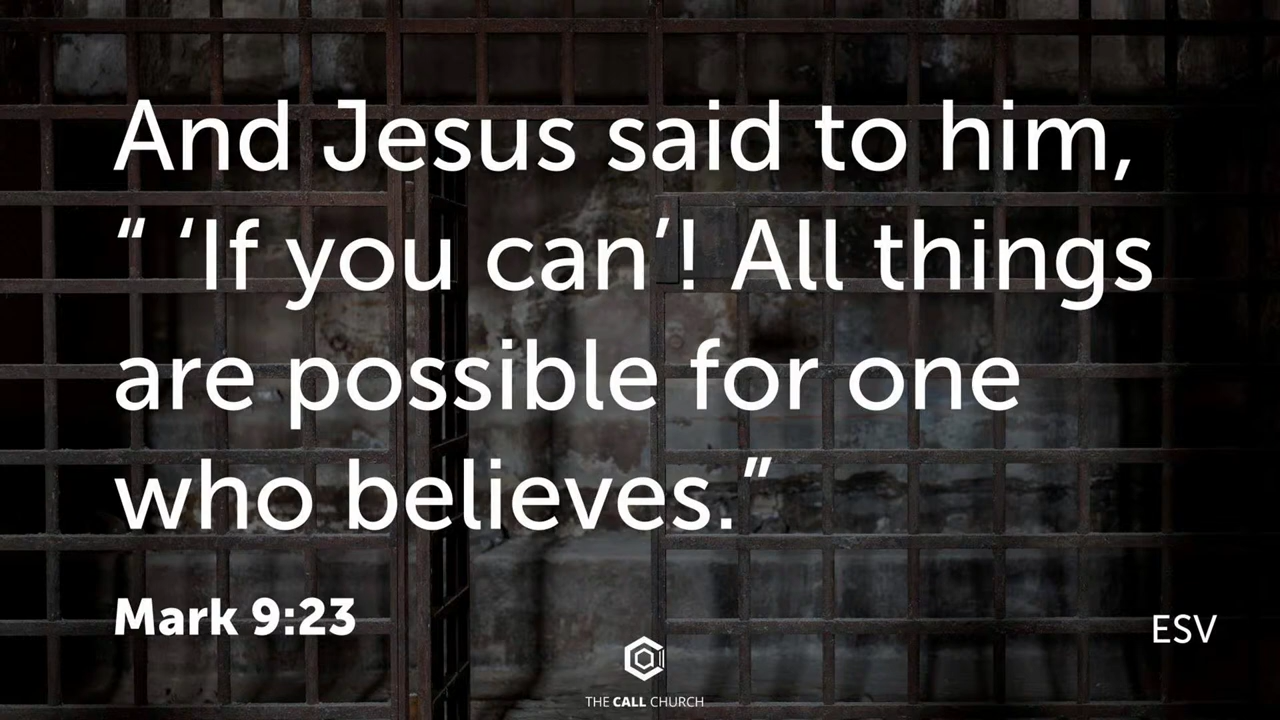 And Jesus said to him,
“ ‘If you can’! All things
are possible for one
who believes.”
Mark 9:23
ESV
THE CALL CHURCH